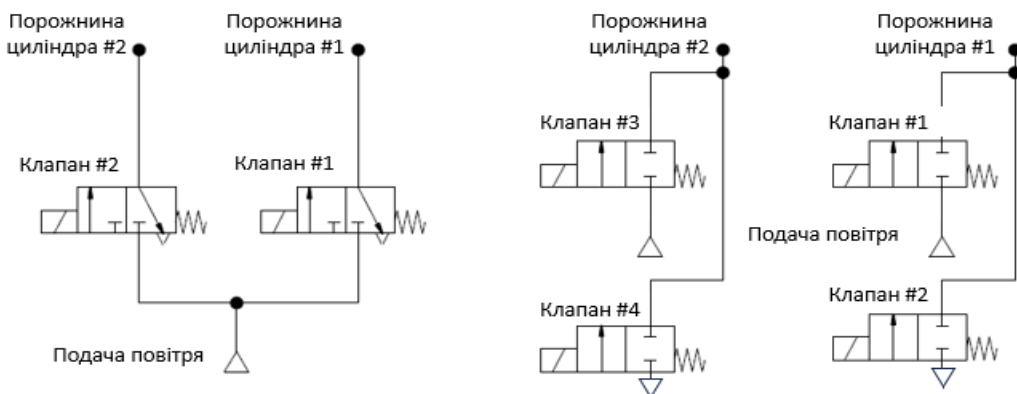 Порожнина
циліндра #2
Порожнина
циліндра #1
Клапан #2
Клапан #1
Подача повітря
Порожнина
циліндра #2
Порожнина
циліндра #1
Клапан #3
Клапан #1
Подача повітря
Клапан #4
Клапан #2